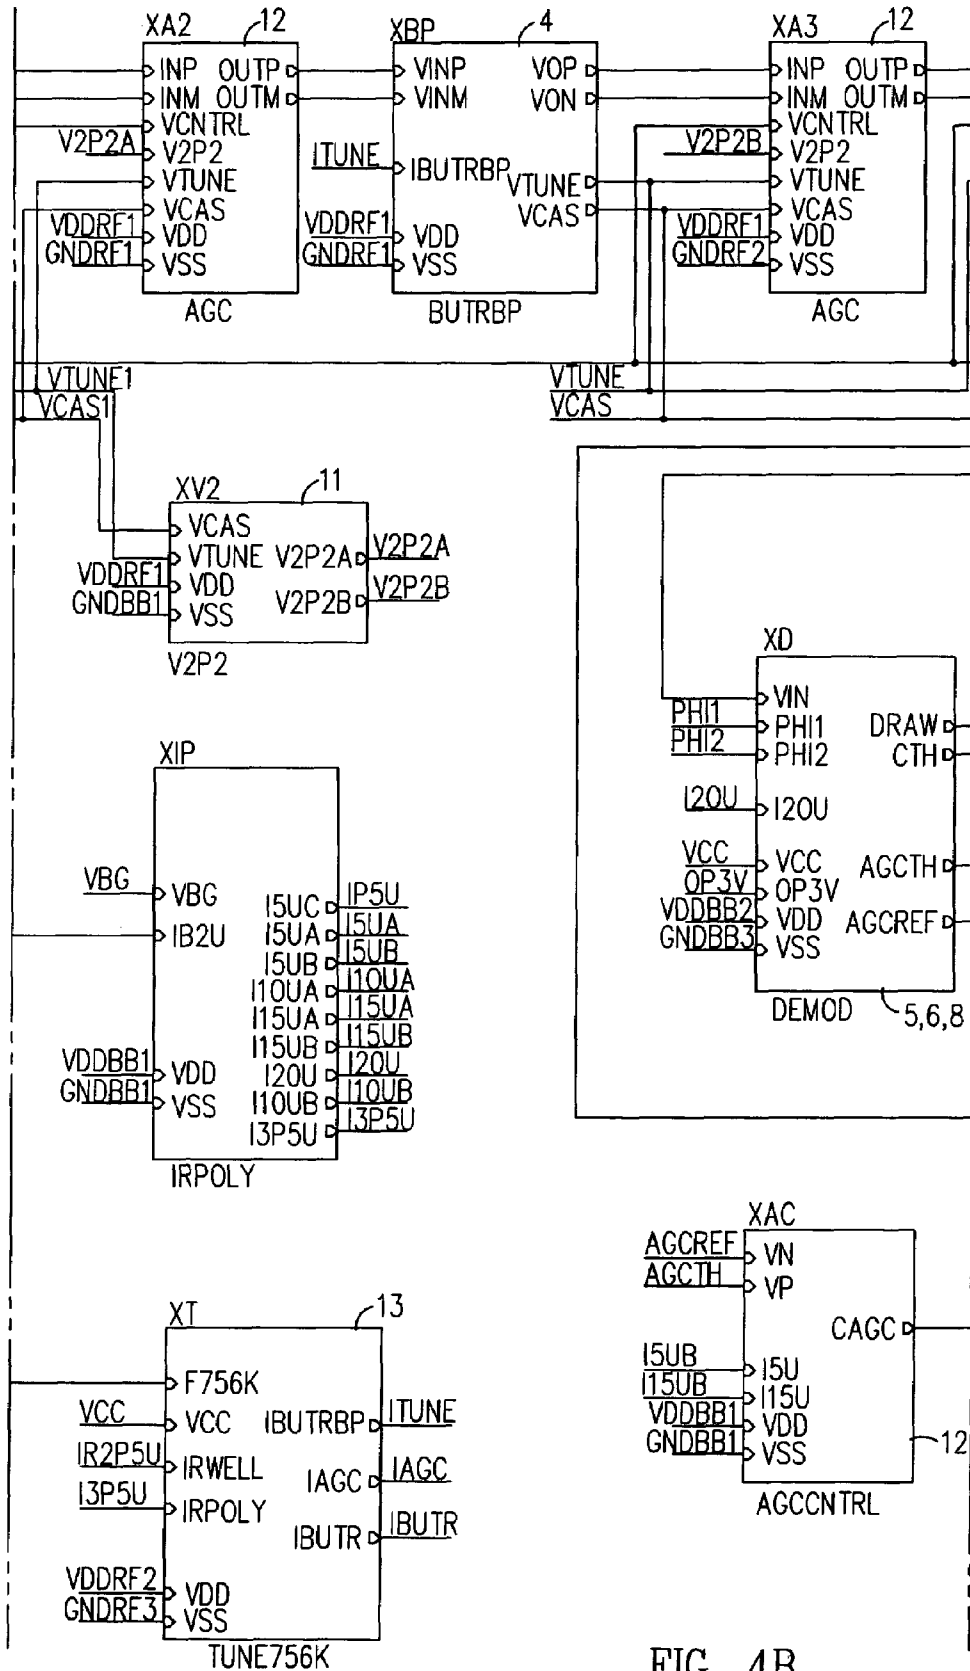 XA2 12 XBP 4 XA3 12
INP OUTP VINP VOP INP OUTP
INM OUTM VINM VON INM OUTM
VCNTRL VCNTRL
V2P2A V2P2 V2P2B V2P2
ITUNE IBUTRBP
VTUNE VTUNE VTUNE
VCAS VCAS VCAS
VDDRF1 VDD VDDRF1 VDD VDDRF1 VDD
GNDRF1 VSS GNDRF1 VSS GNDRF2 VSS
AGC BUTRBP AGC
VTUNE1 VTUNE
VCAS1 VCAS
XV2 11
VCAS
VTUNE V2P2A V2P2A
VDDRF1 VDD
V2P2B V2P2B
GNDBB1 VSS
V2P2
XD
VIN
PHI1 PHI1 DRAW
PHI2 PHI2 CTH
I20U I20U
VCC VCC AGCTH
OP3V OP3V
VDDBB2 VDD AGCREF
GNDBB3 VSS
DEMOD 5,6,8
XIP
VBG VBG
I5UC IP5U
IB2U I5UA I5UA
I5UB I5UB
I10UA I10UA
I15UA I15UA
I15UB I15UB
VDDBB1 VDD I20U I20U
GNDBB1 VSS I10UB I10UB
I3P5U I3P5U
IRPOLY
XAC
AGCREF VN
AGCTH VP
CAGC
I5UB I5U
I15UB I15U
VDDBB1 VDD
GNDBB1 VSS
12
AGCCNTRL
XT 13
F756K
VCC VCC IBUTRBP ITUNE
IR2P5U IRWELL
IAGC IAGC
I3P5U IRPOLY
IBUTR IBUTR
VDDRF2 VDD
GNDRF3 VSS
TUNE756K
FIG. 4B